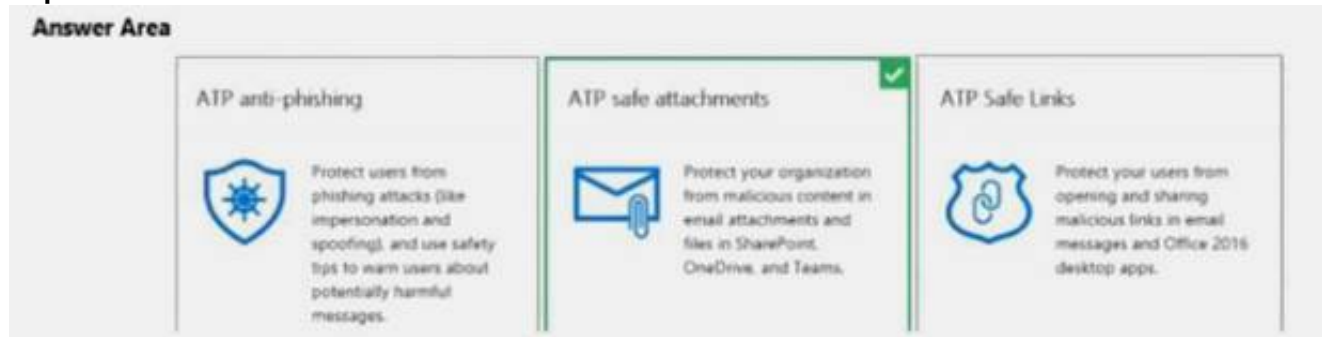 Answer Area
ATP anti-phishing
Protect users from
phishing attacks (like
impersonation and
spoofing), and use safety
tips to warn users about
potentially harmful
messages.
ATP safe attachments
Protect your organization
from malicious content in
email attachments and
files in SharePoint,
OneDrive, and Teams.
ATP Safe Links
Protect your users from
opening and sharing
malicious links in email
messages and Office 2016
desktop apps.